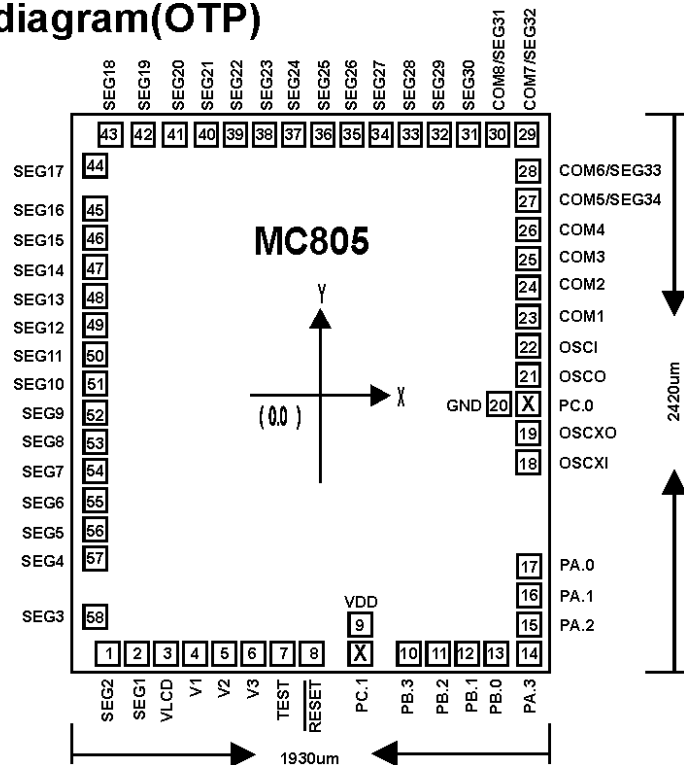 diagram(OTP)
SEG18 SEG19 SEG20 SEG21 SEG22 SEG23 SEG24 SEG25 SEG26 SEG27 SEG28 SEG29 SEG30 COM8/SEG31 COM7/SEG32
43 42 41 40 39 38 37 36 35 34 33 32 31 30 29
SEG17 44 28 COM6/SEG33
27 COM5/SEG34
SEG16 45 26 COM4
MC805
SEG15 46 25 COM3
SEG14 47 24 COM2
SEG13 48 Y
SEG12 49 23 COM1
SEG11 50 22 OSCI
SEG10 51 21 OSCO
X
SEG9 52 (0.0) GND 20 X PC.0
SEG8 53 19 OSCXO
SEG7 54 18 OSCXI
SEG6 55
SEG5 56
SEG4 57 17 PA.0
16 PA.1
VDD
SEG3 58 9 15 PA.2
1 2 3 4 5 6 7 8 X 10 11 12 13 14
SEG2 SEG1 VLCD V1 V2 V3 TEST RESET PC.1 PB.3 PB.2 PB.1 PB.0 PA.3
1930um
2420um